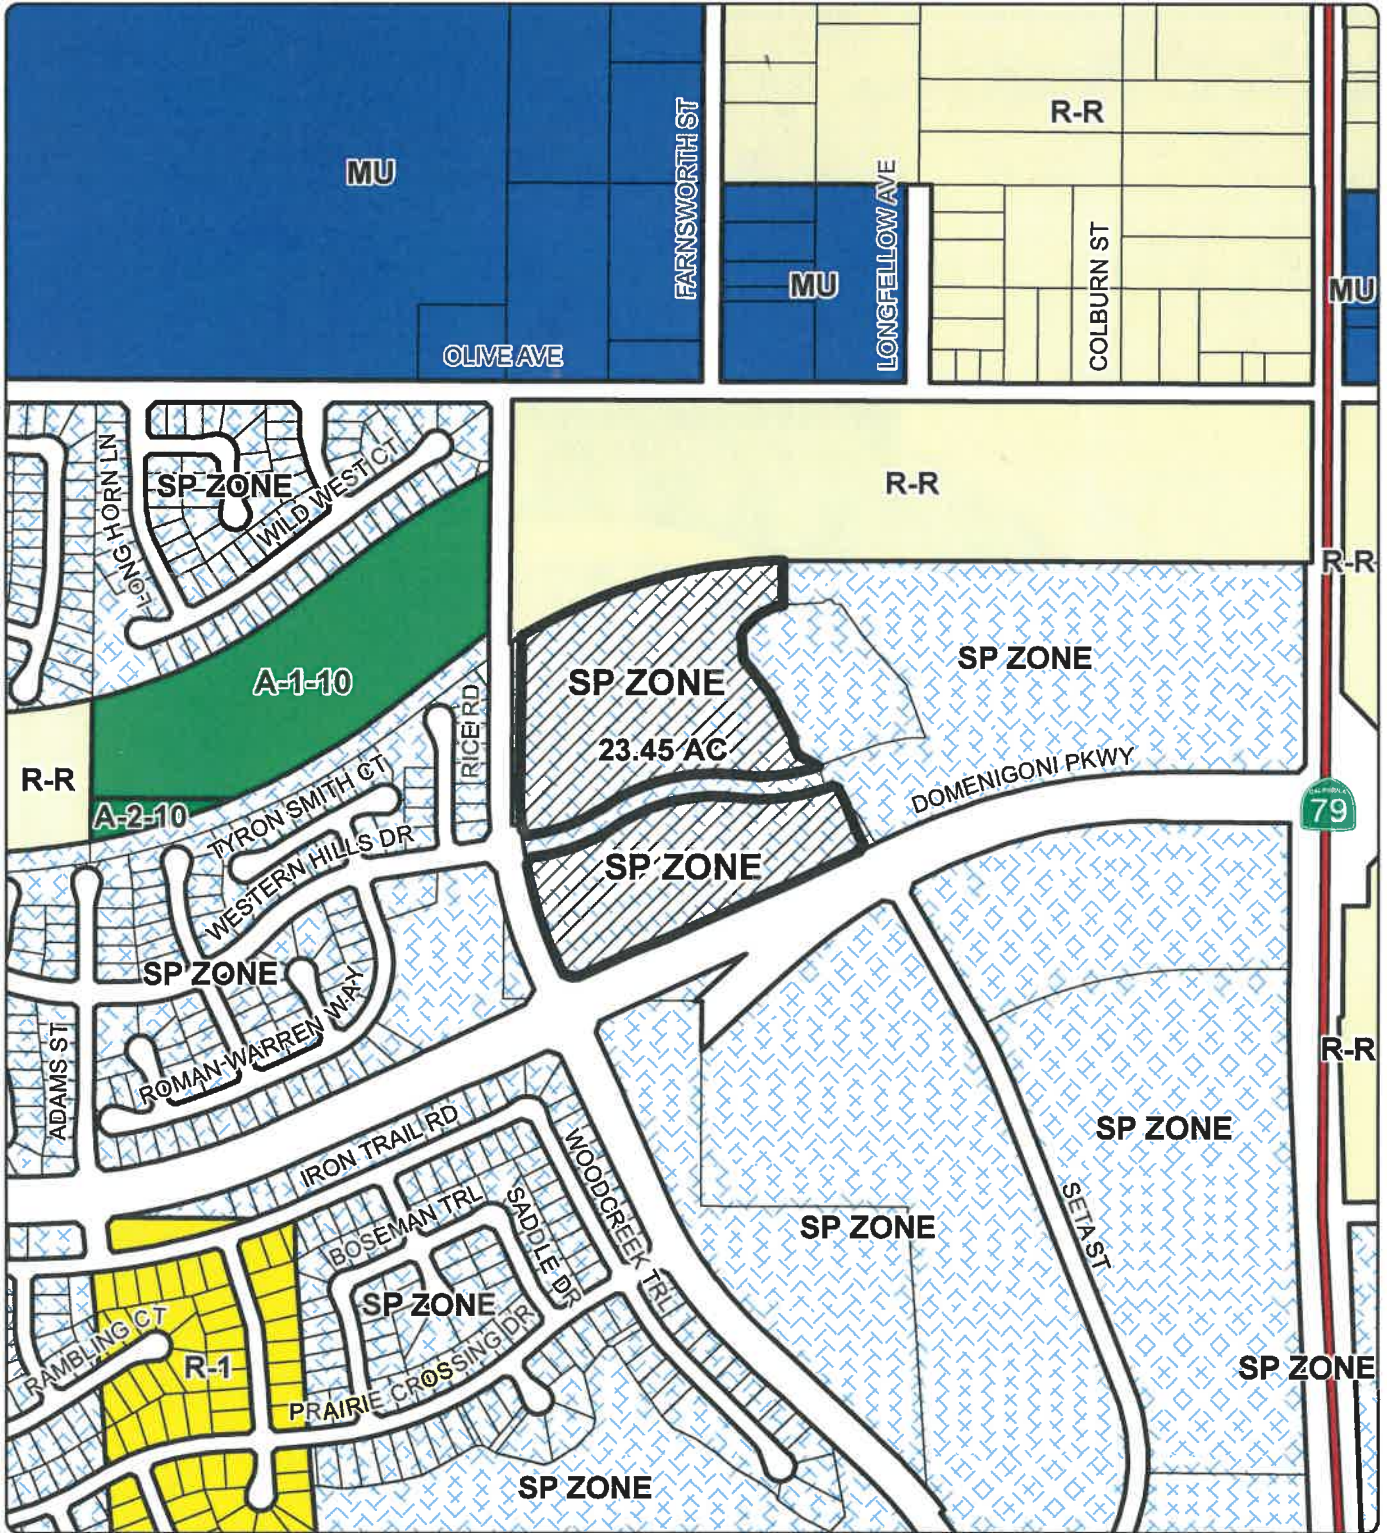 R-R
MU
FARNSWORTH ST
LONGFELLOW AVE
COLBURN ST
MU
MU
OLIVE AVE
LONG HORN LN
SP ZONE
WILD WEST CT
R-R
R-R
A-1-10
SP ZONE
23.45 AC
SP ZONE
RICE RD
R-R
A-2-10
TYRON SMITH CT
WESTERN HILLS DR
DOMENIGONI PKWY
CALIFORNIA
79
SP ZONE
SP ZONE
ROMAN WARREN WAY
ADAMS ST
R-R
SP ZONE
IRON TRAIL RD
WOODCREEK TRL
BOSEMAN TRL
SADDLE DR
SETA ST
SP ZONE
SP ZONE
RAMBLING CT
R-1
PRAIRIE CROSSING DR
SP ZONE
SP ZONE